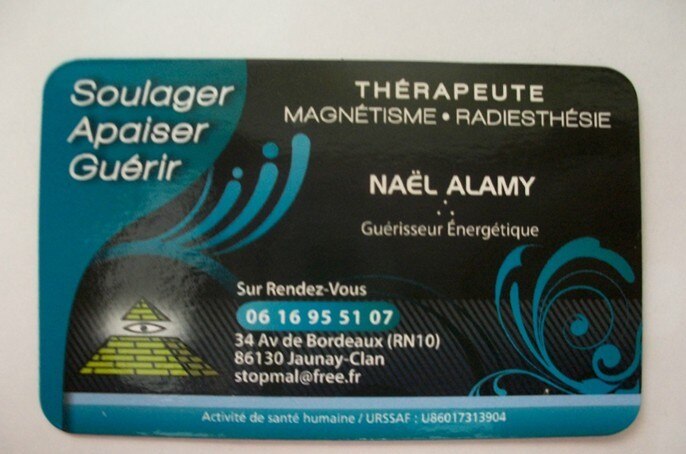 Soulager
Apaiser
Guérir
THÉRAPEUTE
MAGNÉTISME • RADIESTHÉSIE
NAËL ALAMY
Guérisseur Énergétique
Sur Rendez-Vous
06 16 95 51 07
34 Av de Bordeaux (RN10)
86130 Jaunay-Clan
stopmal@free.fr
Activité de santé humaine / URSSAF : U86017313904